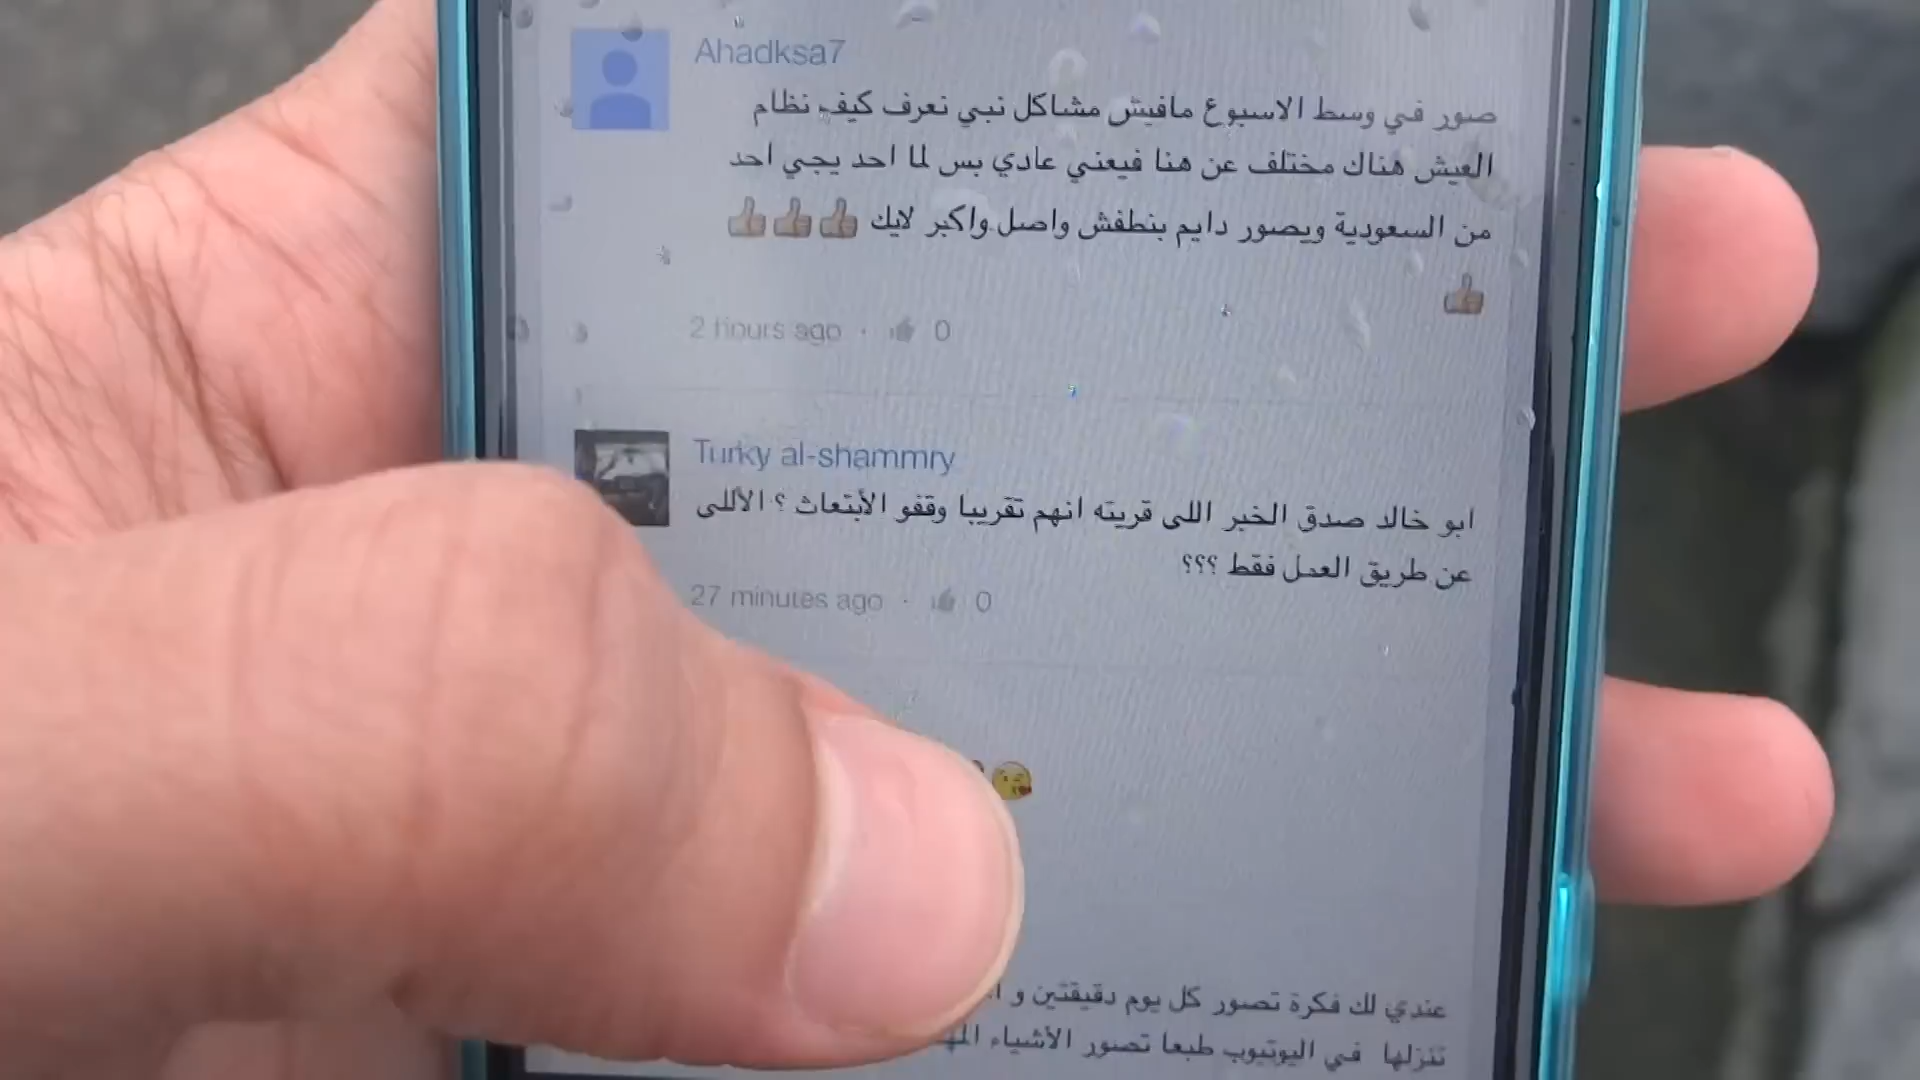 Ahadksa7
صور في وسط الاسبوع مافيش مشاكل نبي نعرف كيف نظام
العيش هناك مختلف عن هنا فيعني عادي بس لما احد يجي احد
من السعودية ويصور دايم بنطفش واصل واكبر لايك 👍👍👍
👍
2 hours ago · 0
Turky al-shammry
ابو خالد صدق الخبر اللى قريته انهم تقريبا وقفو الأبتعاث ؟ الأللى
عن طريق العمل فقط ؟؟؟
27 minutes ago · 0
😘
عندي لك فكرة تصور كل يوم دقيقتين و
تنزلها في اليوتيوب طبعا تصور الأشياء